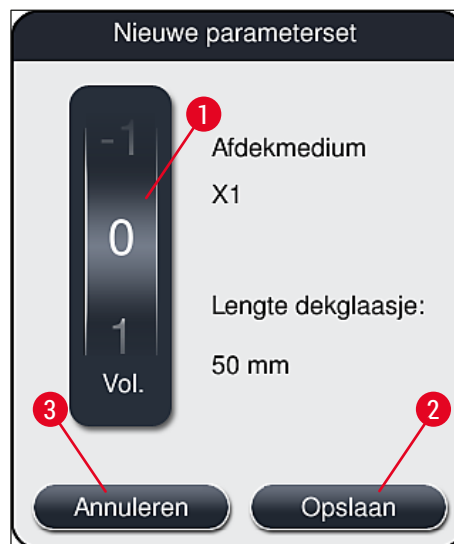 Nieuwe parameterset
-1
0
1
Vol.
1
Afdekmedium
X1
Lengte dekglaasje:
50 mm
3
2
Annuleren
Opslaan